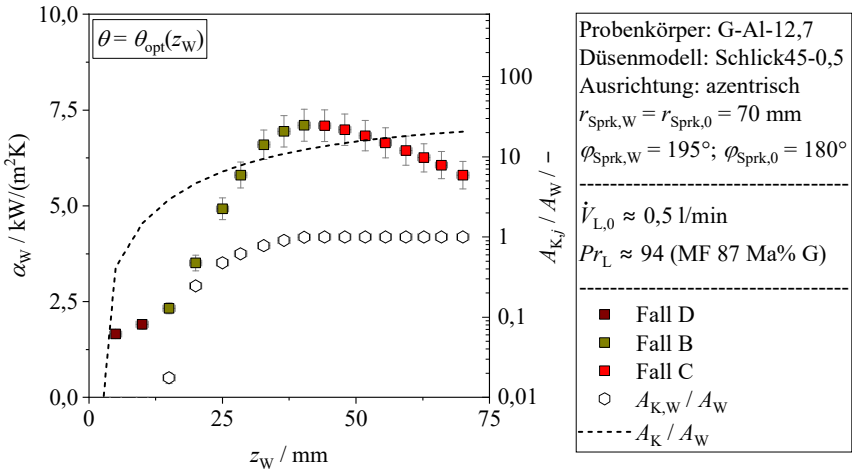 θ = θopt(zW)
αW / kW/(m²K)
10,0
7,5
5,0
2,5
0,0
0
25
50
75
zW / mm
100
10
1
0,1
0,01
AK,j / AW / −
Probenkörper: G-Al-12,7
Düsenmodell: Schlick45-0,5
Ausrichtung: azentrisch
rSprk,W = rSprk,0 = 70 mm
φSprk,W = 195°; φSprk,0 = 180°
V̇L,0 ≈ 0,5 l/min
PrL ≈ 94 (MF 87 Ma% G)
Fall D
Fall B
Fall C
AK,W / AW
AK / AW